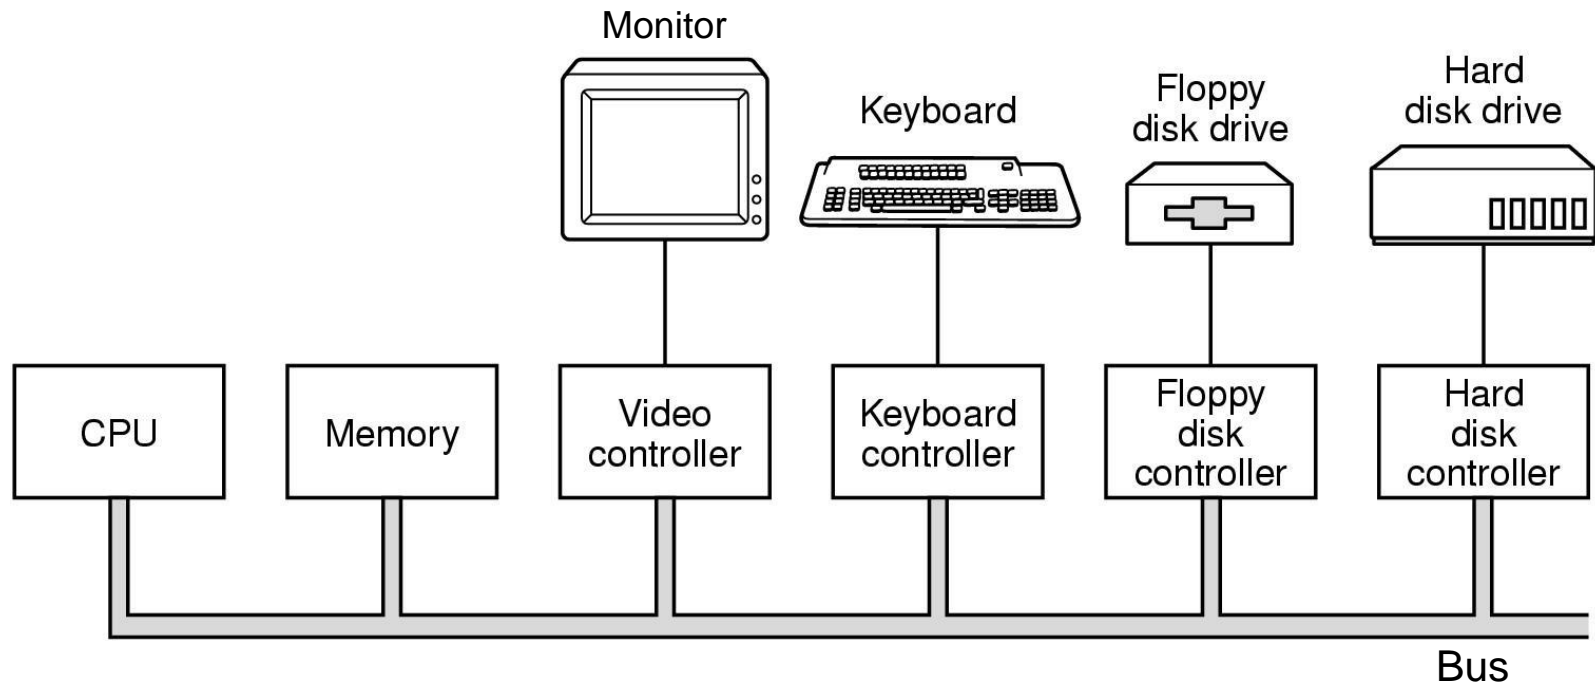 Monitor
Keyboard
Floppy
disk drive
Hard
disk drive
CPU
Memory
Video
controller
Keyboard
controller
Floppy
disk
controller
Hard
disk
controller
Bus